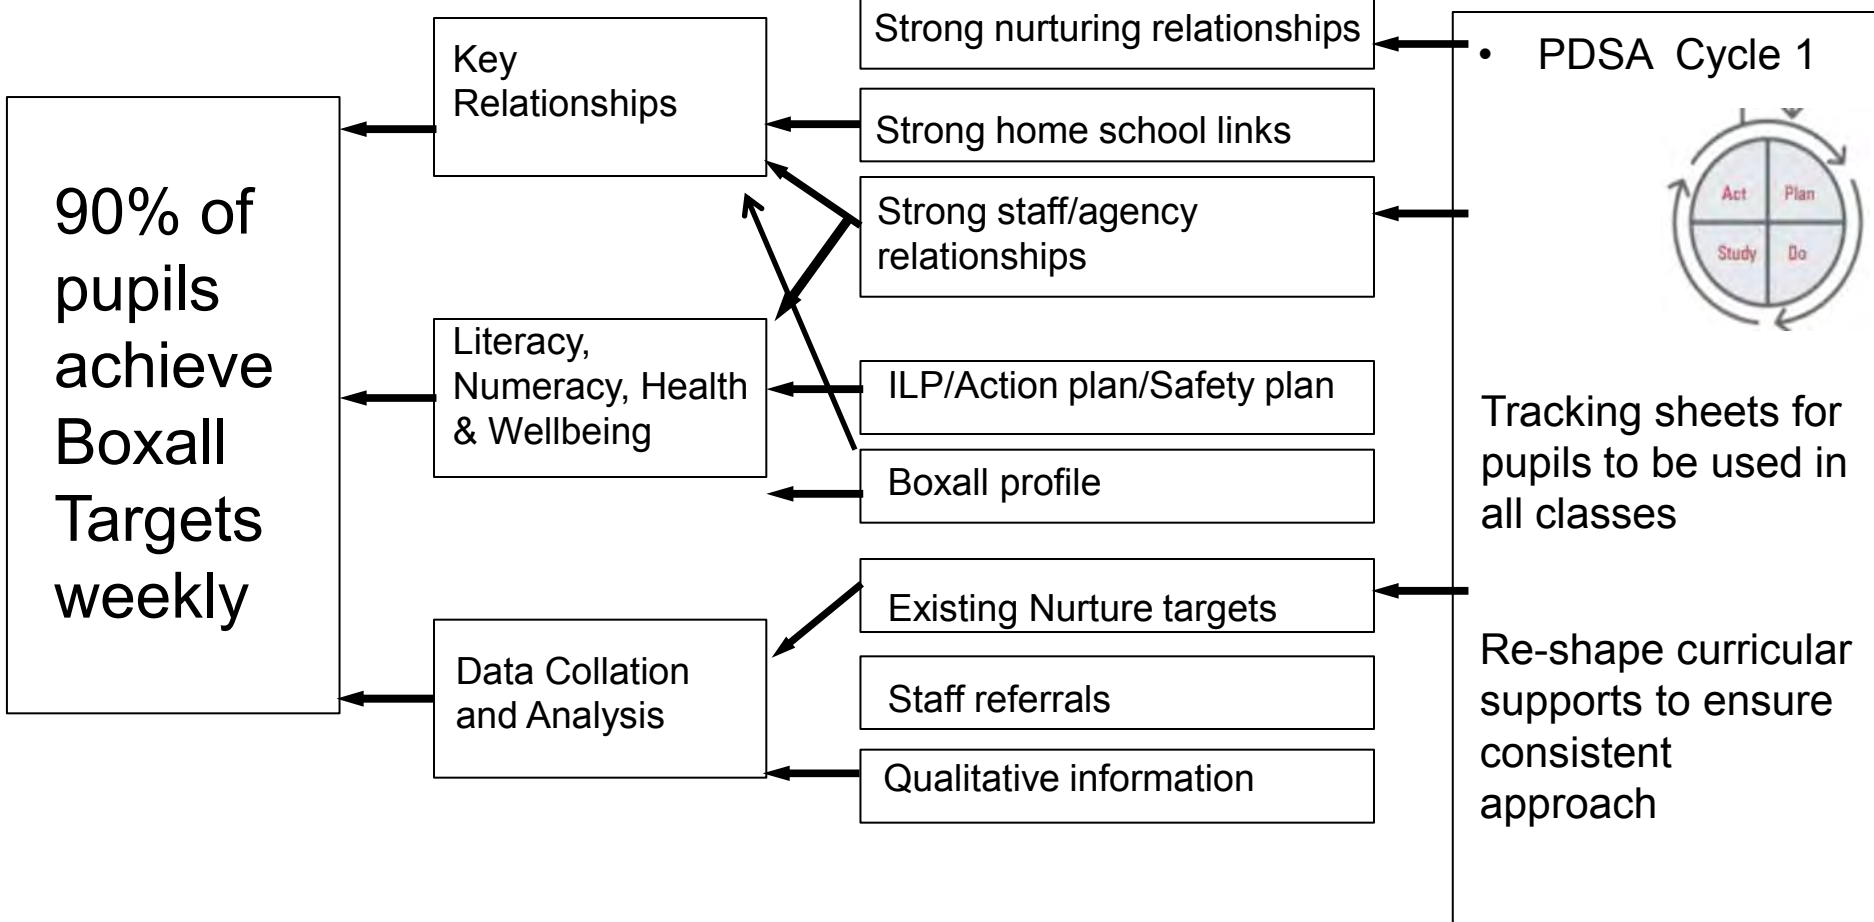 90% of
pupils
achieve
Boxall
Targets
weekly
Key
Relationships
Literacy,
Numeracy, Health
& Wellbeing
Data Collation
and Analysis
Strong nurturing relationships
Strong home school links
Strong staff/agency
relationships
ILP/Action plan/Safety plan
Boxall profile
Existing Nurture targets
Staff referrals
Qualitative information
• PDSA Cycle 1
Act Plan
Study Do
Tracking sheets for
pupils to be used in
all classes
Re-shape curricular
supports to ensure
consistent
approach